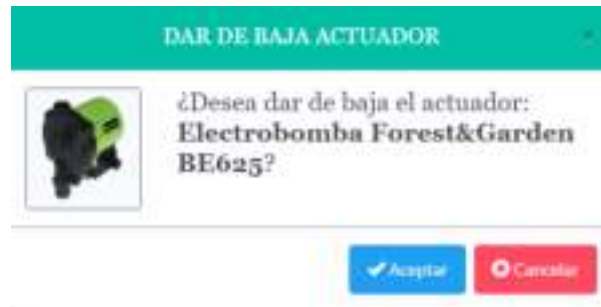 DAR DE BAJA ACTUADOR
¿Desea dar de baja el actuador:
Electrobomba Forest&Garden
BE625?
Aceptar
Cancelar